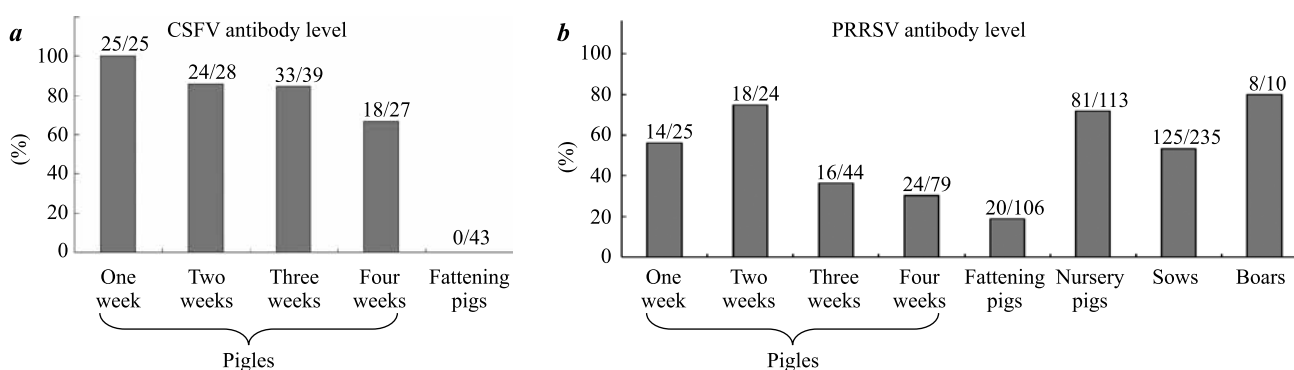 a
CSFV antibody level
(%)
100
80
60
40
20
0
25/25
24/28
33/39
18/27
0/43
One week
Two weeks
Three weeks
Four weeks
Fattening pigs
Pigles
b
PRRSV antibody level
(%)
100
80
60
40
20
0
14/25
18/24
16/44
24/79
20/106
81/113
125/235
8/10
One week
Two weeks
Three weeks
Four weeks
Fattening pigs
Nursery pigs
Sows
Boars
Pigles